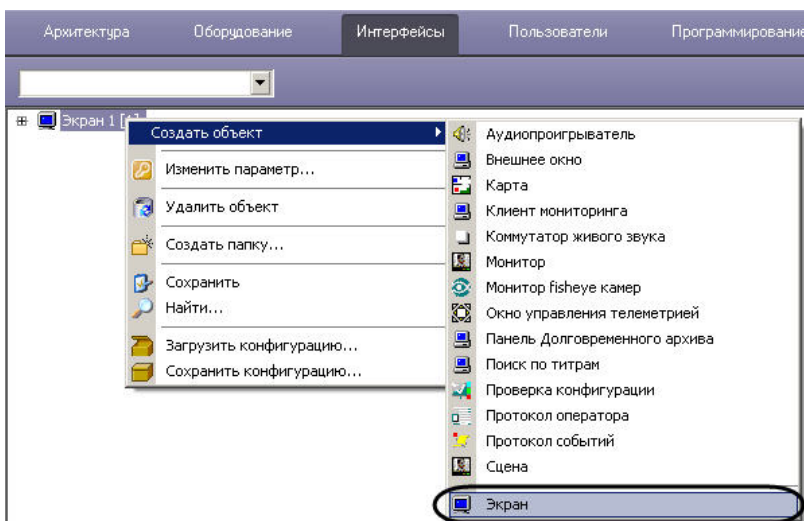 Архитектура Оборудование Интерфейсы Пользователи Программирование
Экран 1 [1]
Создать объект
Изменить параметр...
Удалить объект
Создать папку...
Сохранить
Найти...
Загрузить конфигурацию...
Сохранить конфигурацию...
Аудиопроигрыватель
Внешнее окно
Карта
Клиент мониторинга
Коммутатор живого звука
Монитор
Монитор fisheye камер
Окно управления телеметрией
Панель Долговременного архива
Поиск по титрам
Проверка конфигурации
Протокол оператора
Протокол событий
Сцена
Экран